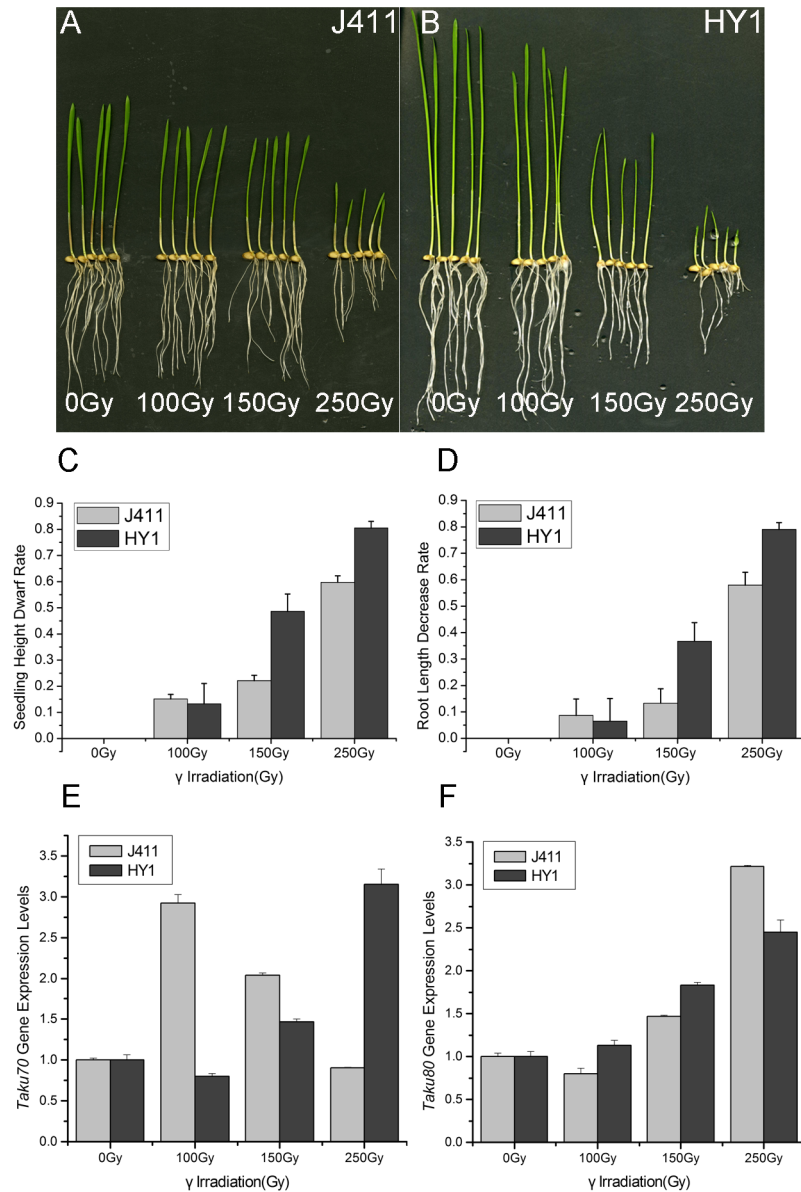 A J411
B HY1
0Gy 100Gy 150Gy 250Gy
0Gy 100Gy 150Gy 250Gy
C
Seedling Height Dwarf Rate
0.9
0.8
0.7
0.6
0.5
0.4
0.3
0.2
0.1
0.0
J411
HY1
0Gy 100Gy 150Gy 250Gy
γ Irradiation(Gy)
D
Root Length Decrease Rate
0.9
0.8
0.7
0.6
0.5
0.4
0.3
0.2
0.1
0.0
J411
HY1
0Gy 100Gy 150Gy 250Gy
γ Irradiation(Gy)
E
Taku70 Gene Expression Levels
3.5
3.0
2.5
2.0
1.5
1.0
0.5
0.0
J411
HY1
0Gy 100Gy 150Gy 250Gy
γ Irradiation(Gy)
F
Taku80 Gene Expression Levels
3.5
3.0
2.5
2.0
1.5
1.0
0.5
0.0
J411
HY1
0Gy 100Gy 150Gy 250Gy
γ Irradiation(Gy)